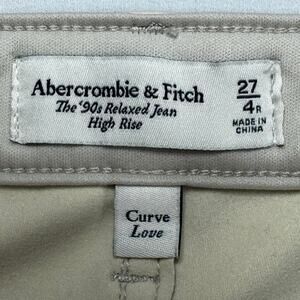 Abercrombie & Fitch
The '90s Relaxed Jean
High Rise
27
4R
MADE IN
CHINA
Curve
Love